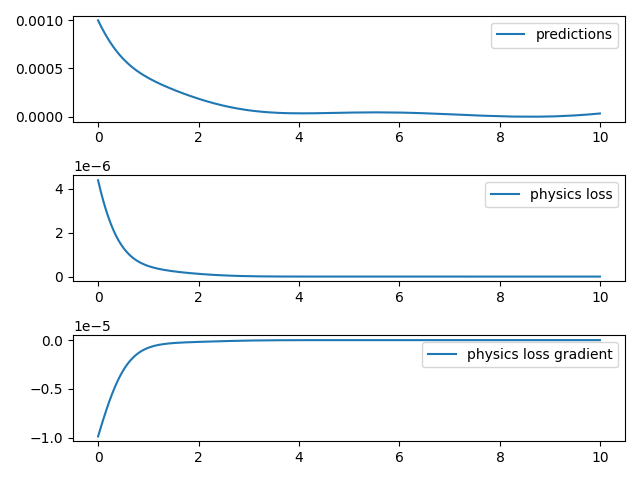 0.0010
0.0005
0.0000
predictions
0 2 4 6 8 10
1e−6
4
2
0
physics loss
0 2 4 6 8 10
1e−5
0.0
−0.5
−1.0
physics loss gradient
0 2 4 6 8 10